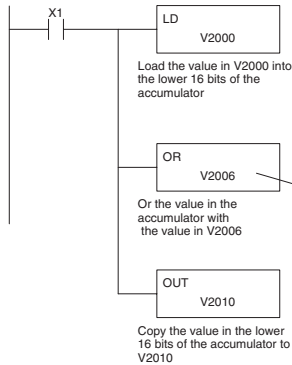 X1
LD
V2000
Load the value in V2000 into
the lower 16 bits of the
accumulator
OR
V2006
Or the value in the
accumulator with
the value in V2006
OUT
V2010
Copy the value in the lower
16 bits of the accumulator to
V2010